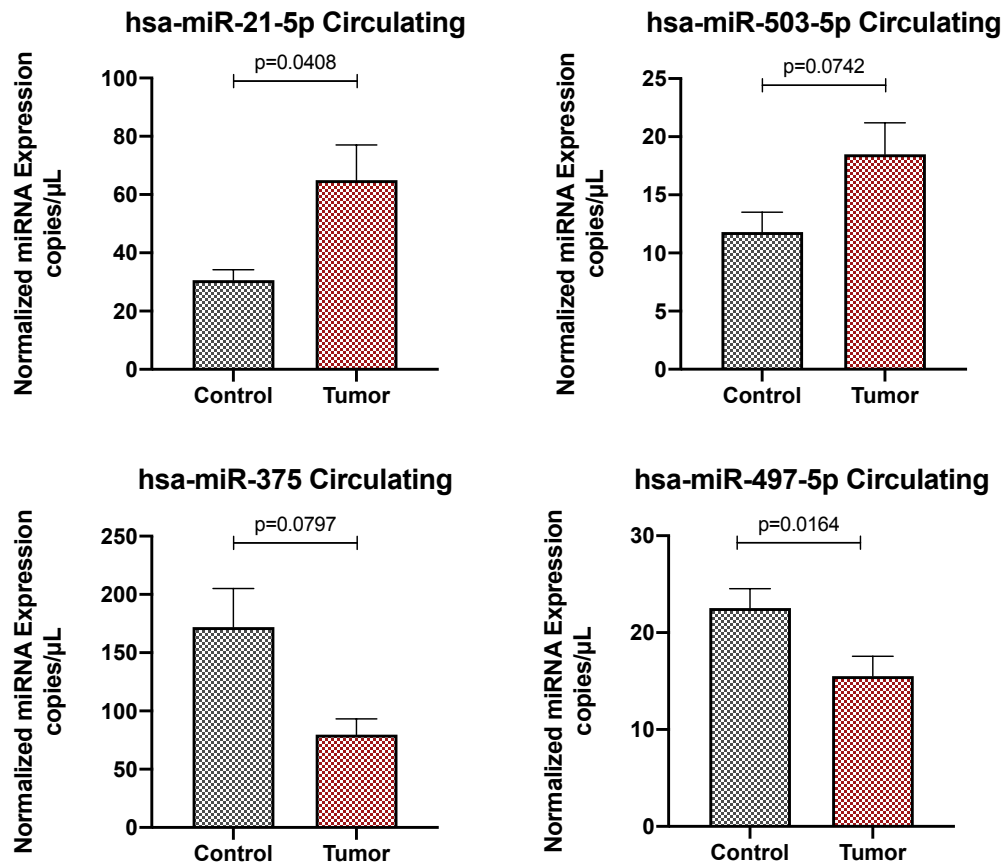 hsa-miR-21-5p Circulating
Normalized miRNA Expression
copies/µL
100
80
60
40
20
0
p=0.0408
Control
Tumor
hsa-miR-503-5p Circulating
Normalized miRNA Expression
copies/µL
25
20
15
10
5
0
p=0.0742
Control
Tumor
hsa-miR-375 Circulating
Normalized miRNA Expression
copies/µL
250
200
150
100
50
0
p=0.0797
Control
Tumor
hsa-miR-497-5p Circulating
Normalized miRNA Expression
copies/µL
30
20
10
0
p=0.0164
Control
Tumor